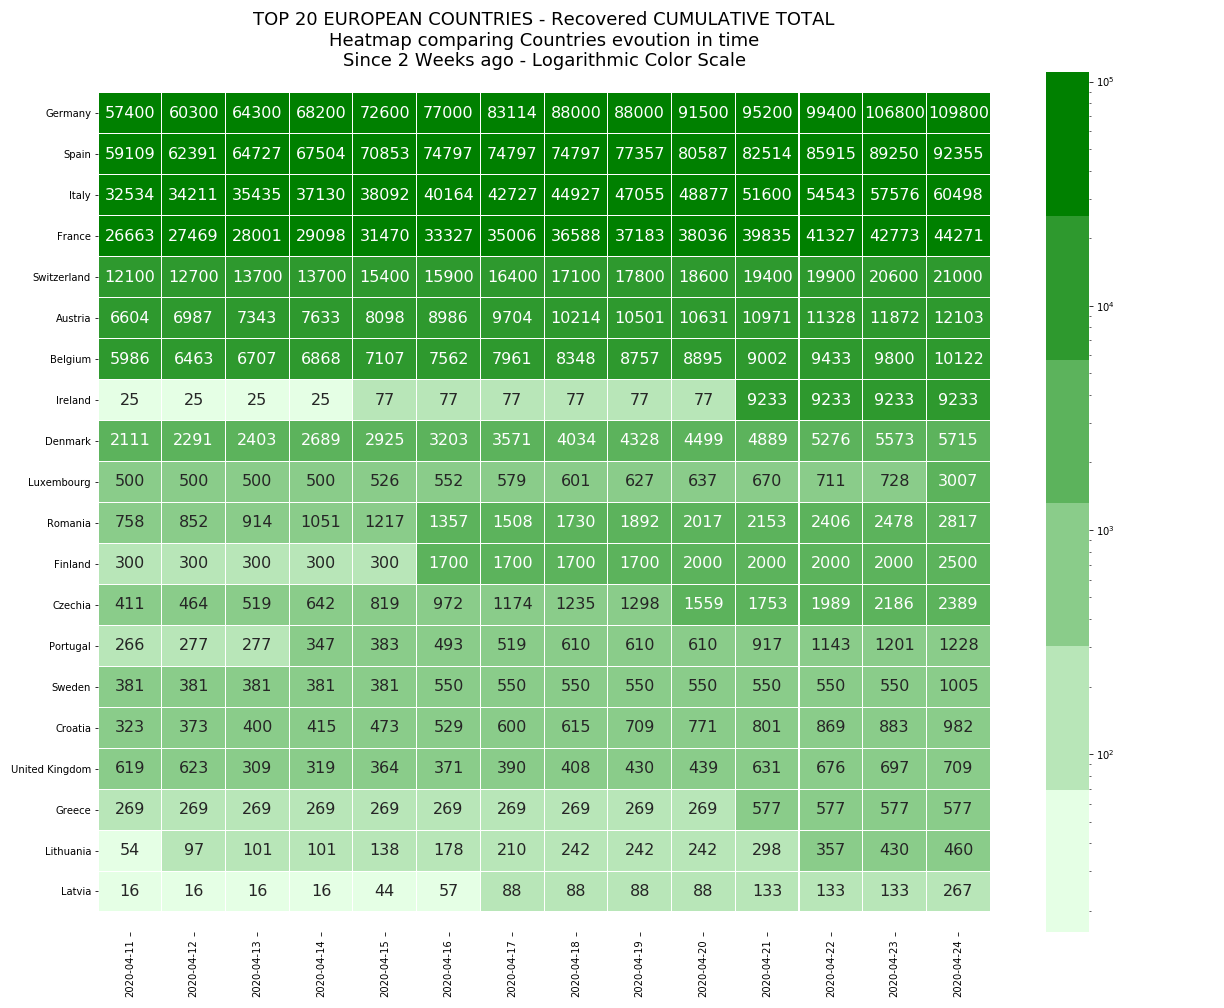 TOP 20 EUROPEAN COUNTRIES - Recovered CUMULATIVE TOTAL
Heatmap comparing Countries evoution in time
Since 2 Weeks ago - Logarithmic Color Scale
Germany 57400 60300 64300 68200 72600 77000 83114 88000 88000 91500 95200 99400 106800 109800
Spain 59109 62391 64727 67504 70853 74797 74797 74797 77357 80587 82514 85915 89250 92355
Italy 32534 34211 35435 37130 38092 40164 42727 44927 47055 48877 51600 54543 57576 60498
France 26663 27469 28001 29098 31470 33327 35006 36588 37183 38036 39835 41327 42773 44271
Switzerland 12100 12700 13700 13700 15400 15900 16400 17100 17800 18600 19400 19900 20600 21000
Austria 6604 6987 7343 7633 8098 8986 9704 10214 10501 10631 10971 11328 11872 12103
Belgium 5986 6463 6707 6868 7107 7562 7961 8348 8757 8895 9002 9433 9800 10122
Ireland 25 25 25 25 77 77 77 77 77 77 9233 9233 9233 9233
Denmark 2111 2291 2403 2689 2925 3203 3571 4034 4328 4499 4889 5276 5573 5715
Luxembourg 500 500 500 500 526 552 579 601 627 637 670 711 728 3007
Romania 758 852 914 1051 1217 1357 1508 1730 1892 2017 2153 2406 2478 2817
Finland 300 300 300 300 300 1700 1700 1700 1700 2000 2000 2000 2000 2500
Czechia 411 464 519 642 819 972 1174 1235 1298 1559 1753 1989 2186 2389
Portugal 266 277 277 347 383 493 519 610 610 610 917 1143 1201 1228
Sweden 381 381 381 381 381 550 550 550 550 550 550 550 550 1005
Croatia 323 373 400 415 473 529 600 615 709 771 801 869 883 982
United Kingdom 619 623 309 319 364 371 390 408 430 439 631 676 697 709
Greece 269 269 269 269 269 269 269 269 269 269 577 577 577 577
Lithuania 54 97 101 101 138 178 210 242 242 242 298 357 430 460
Latvia 16 16 16 16 44 57 88 88 88 88 133 133 133 267
2020-04-11 2020-04-12 2020-04-13 2020-04-14 2020-04-15 2020-04-16 2020-04-17 2020-04-18 2020-04-19 2020-04-20 2020-04-21 2020-04-22 2020-04-23 2020-04-24
10⁵
10⁴
10³
10²